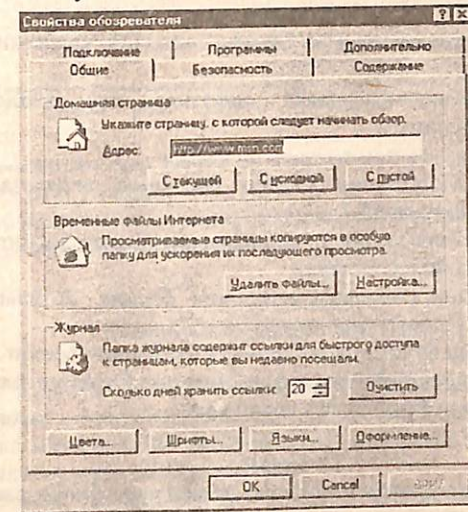 Свойства обозревателя
Подключение Программы Дополнительно
Общие Безопасность Содержание
Домашняя страница
Укажите страницу, с которой следует начинать обзор.
Адрес: http://www.msn.com
С текущей С исходной С пустой
Временные файлы Интернета
Просматриваемые страницы копируются в особую
папку для ускорения их последующего просмотра.
Удалить файлы... Настройка...
Журнал
Папка журнала содержит ссылки для быстрого доступа
к страницам, которые вы недавно посещали.
Сколько дней хранить ссылки: 20 Очистить
Цвета... Шрифты... Языки... Оформление...
OK Cancel Apply